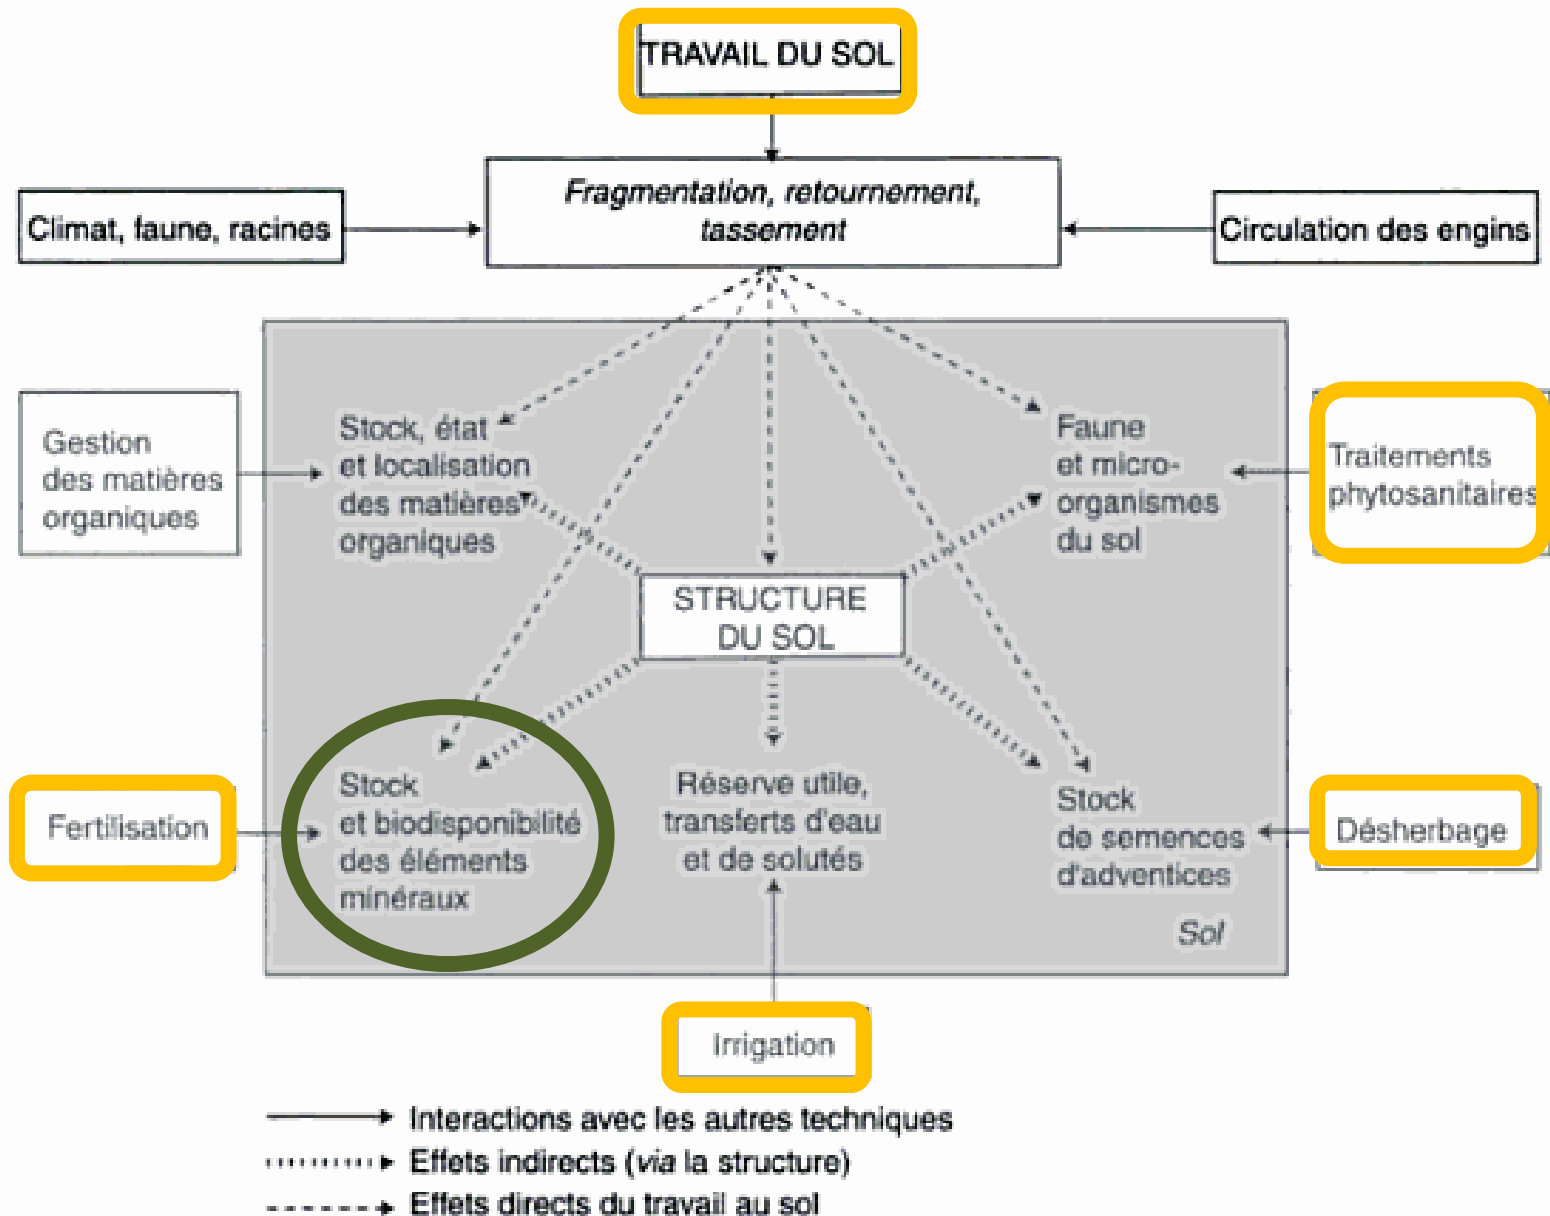 TRAVAIL DU SOL
Fragmentation, retournement,
tassement
Climat, faune, racines
Circulation des engins
Gestion
des matières
organiques
Stock, état
et localisation
des matières
organiques
Faune
et micro-
organismes
du sol
Traitements
phytosanitaires
STRUCTURE
DU SOL
Fertilisation
Stock
et biodisponibilité
des éléments
minéraux
Réserve utile,
transferts d'eau
et de solutés
Stock
de semences
d'adventices
Désherbage
Sol
Irrigation
Interactions avec les autres techniques
Effets indirects (via la structure)
Effets directs du travail au sol